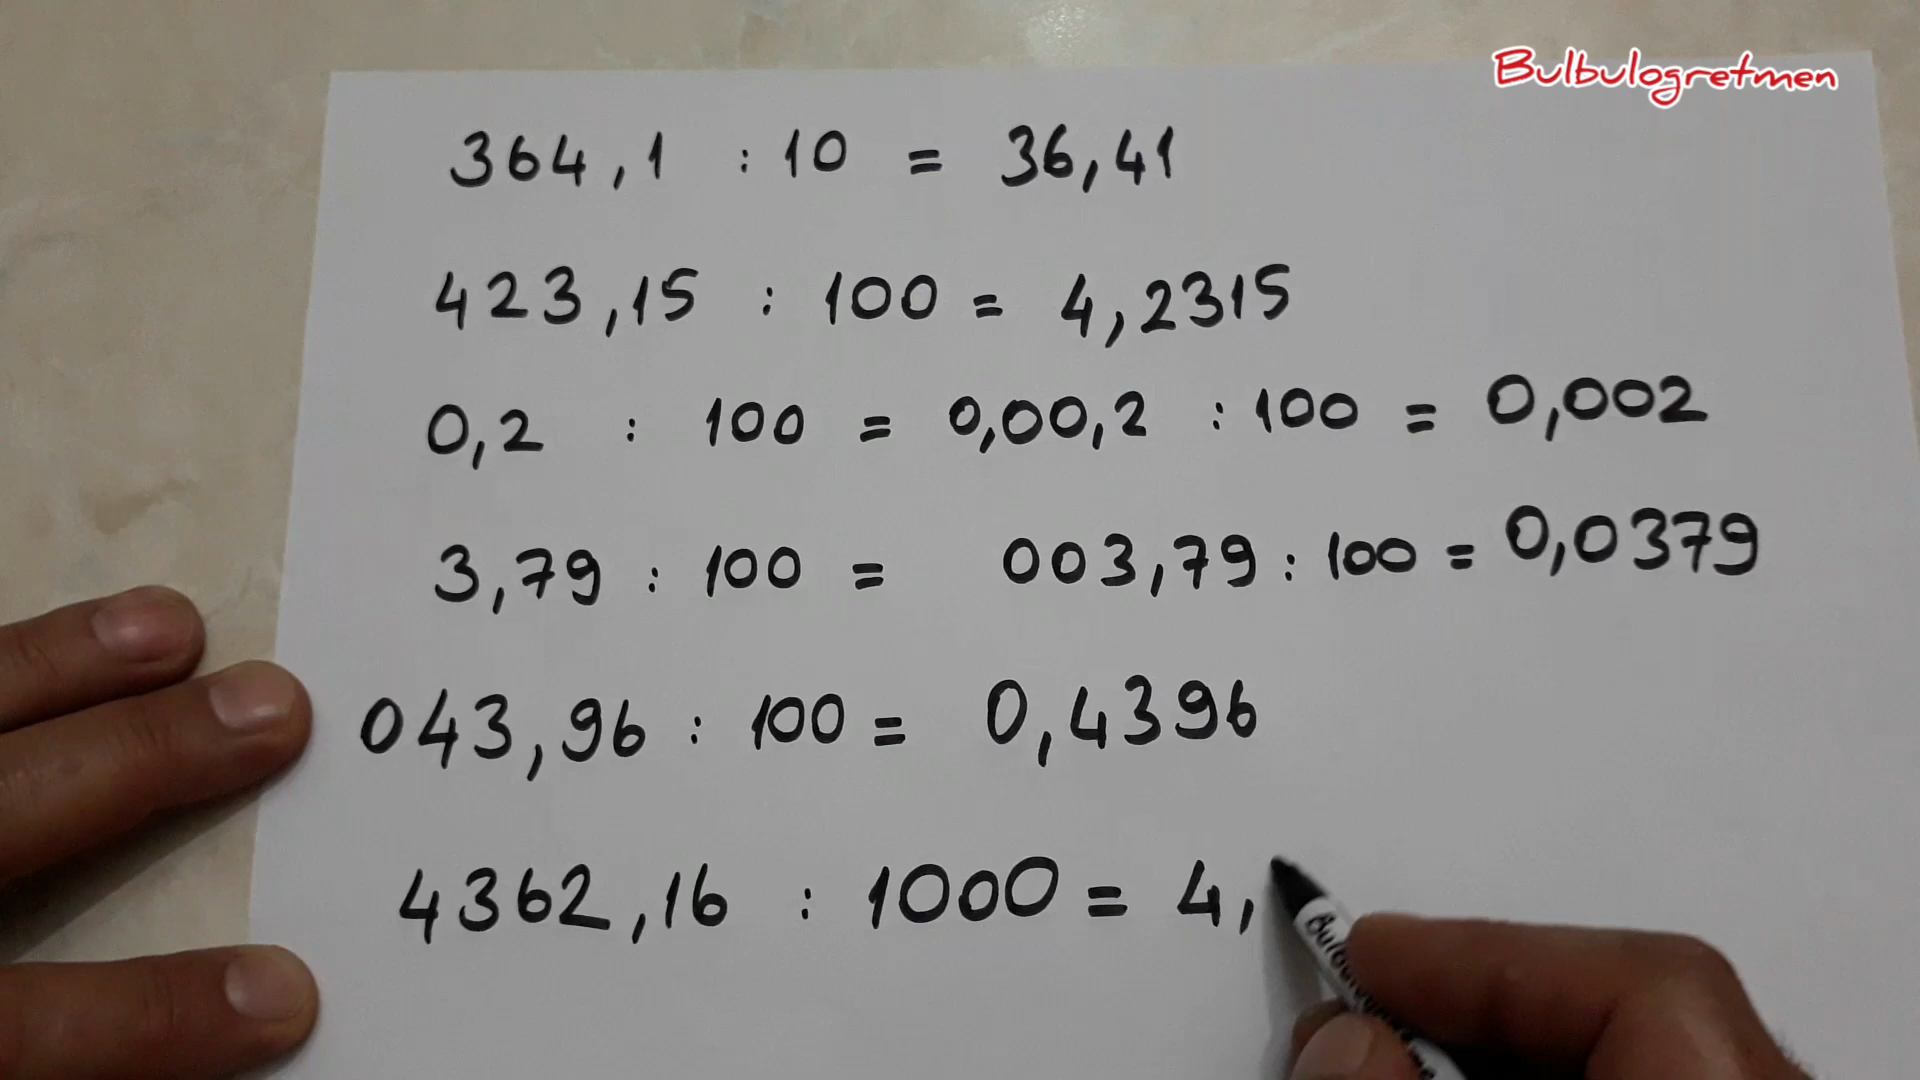 Bulbulogretmen
364,1 : 10 = 36,41
423,15 : 100 = 4,2315
0,2 : 100 = 0,00,2 : 100 = 0,002
3,79 : 100 = 003,79 : 100 = 0,0379
043,96 : 100 = 0,4396
4362,16 : 1000 = 4,